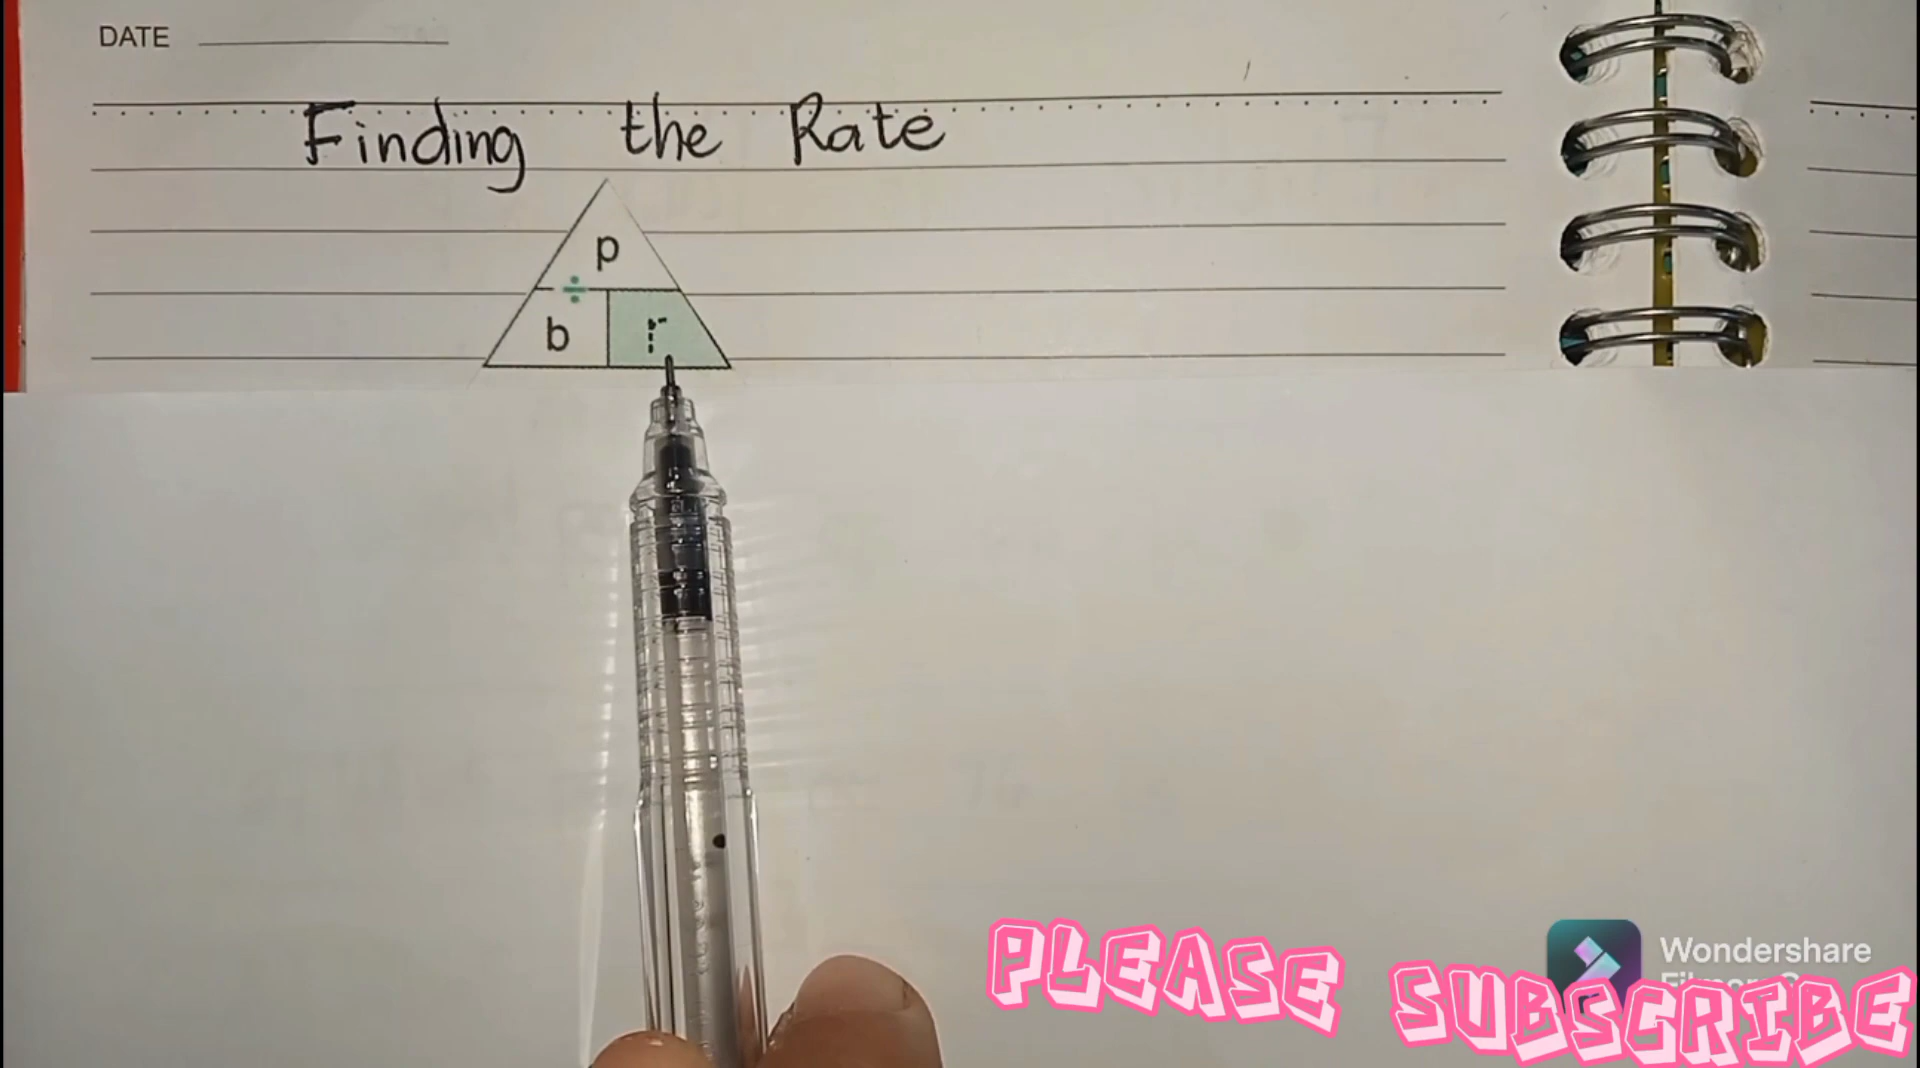 DATE
Finding the Rate
p
÷
b r
PLEASE SUBSCRIBE
Wondershare